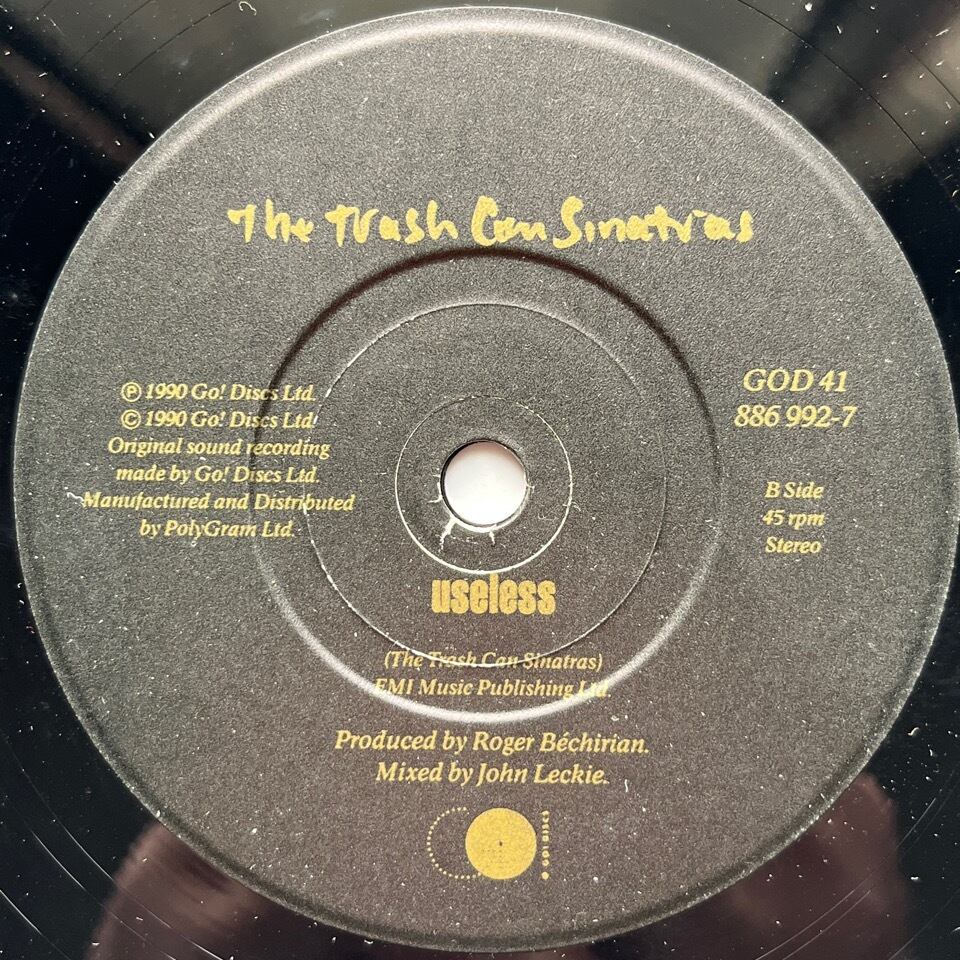 The Trash Can Sinatras
℗ 1990 Go! Discs Ltd.
© 1990 Go! Discs Ltd.
Original sound recording
made by Go! Discs Ltd.
Manufactured and Distributed
by PolyGram Ltd.
GOD 41
886 992-7
B Side
45 rpm
Stereo
useless
(The Trash Can Sinatras)
EMI Music Publishing Ltd.
Produced by Roger Béchirian.
Mixed by John Leckie.